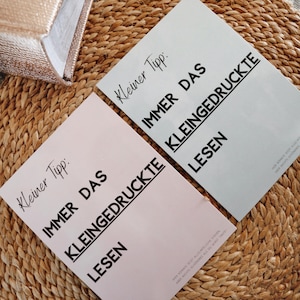 Kleiner Tipp:
IMMER DAS
KLEINGEDRUCKTE
LESEN
Kleiner Tipp:
IMMER DAS
KLEINGEDRUCKTE
LESEN